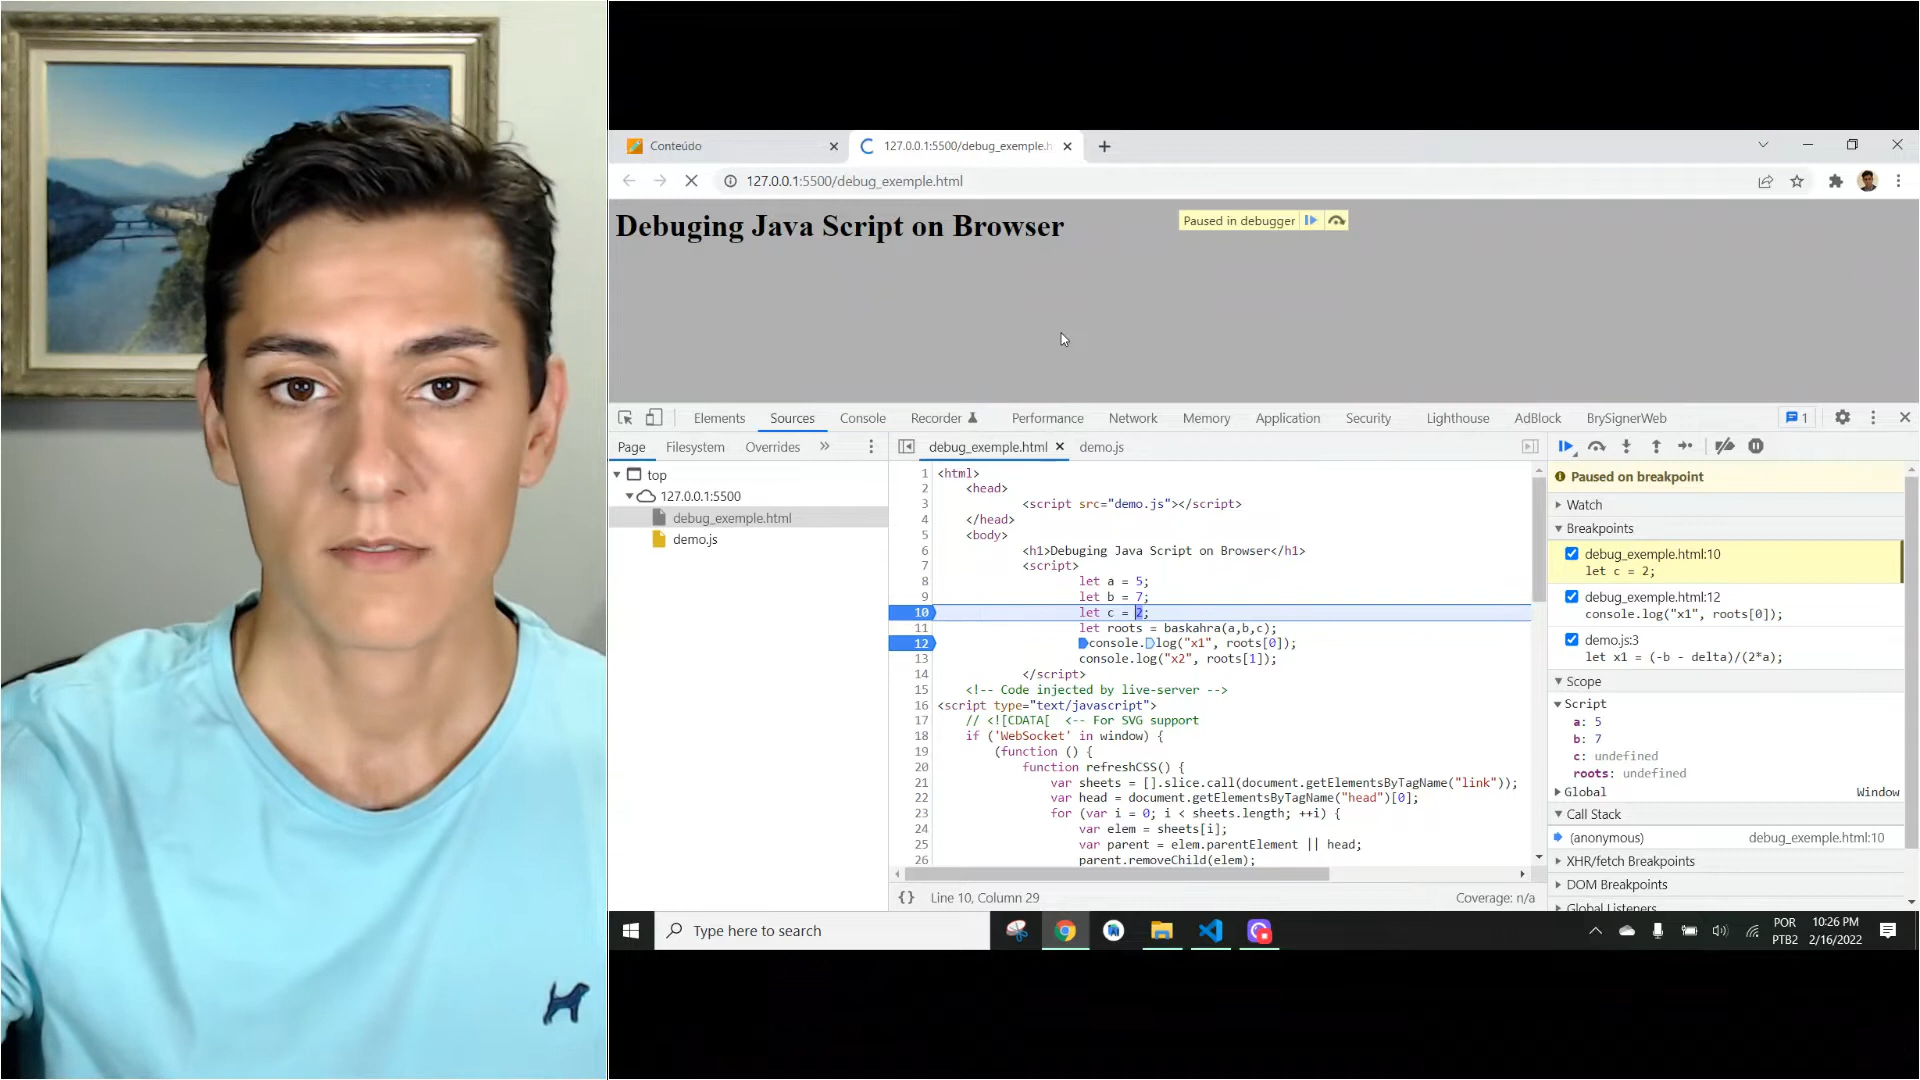 Conteúdo
127.0.0.1:5500/debug_exemple.h
127.0.0.1:5500/debug_exemple.html
Debuging Java Script on Browser
Paused in debugger
Elements Sources Console Recorder Performance Network Memory Application Security Lighthouse AdBlock BrySignerWeb 1
Page Filesystem Overrides »
debug_exemple.html demo.js
top
127.0.0.1:5500
debug_exemple.html
demo.js
1 <html>
2 <head>
3 <script src="demo.js"></script>
4 </head>
5 <body>
6 <h1>Debuging Java Script on Browser</h1>
7 <script>
8 let a = 5;
9 let b = 7;
10 let c = 2;
11 let roots = baskahra(a,b,c);
12 console.log("x1", roots[0]);
13 console.log("x2", roots[1]);
14 </script>
15 <!-- Code injected by live-server -->
16 <script type="text/javascript">
17 // <![CDATA[ <-- For SVG support
18 if ('WebSocket' in window) {
19 (function () {
20 function refreshCSS() {
21 var sheets = [].slice.call(document.getElementsByTagName("link"));
22 var head = document.getElementsByTagName("head")[0];
23 for (var i = 0; i < sheets.length; ++i) {
24 var elem = sheets[i];
25 var parent = elem.parentElement || head;
26 parent.removeChild(elem);
{ } Line 10, Column 29 Coverage: n/a
Paused on breakpoint
Watch
Breakpoints
debug_exemple.html:10
let c = 2;
debug_exemple.html:12
console.log("x1", roots[0]);
demo.js:3
let x1 = (-b - delta)/(2*a);
Scope
Script
a: 5
b: 7
c: undefined
roots: undefined
Global Window
Call Stack
(anonymous) debug_exemple.html:10
XHR/fetch Breakpoints
DOM Breakpoints
Global Listeners
Type here to search
POR
PTB2
10:26 PM
2/16/2022